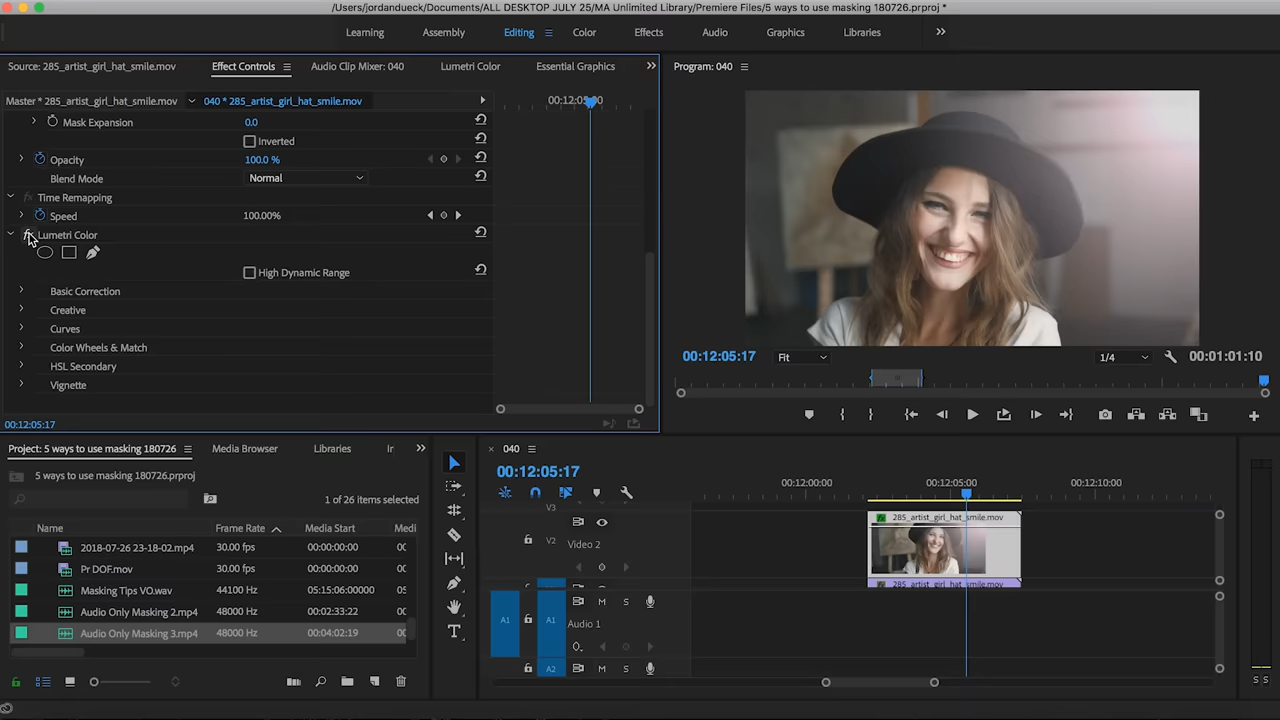 /Users/jordandueck/Documents/ALL DESKTOP JULY 25/MA Unlimited Library/Premiere Files/5 ways to use masking 180726.prproj *
Learning Assembly Editing Color Effects Audio Graphics Libraries
Source: 285_artist_girl_hat_smile.mov Effect Controls Audio Clip Mixer: 040 Lumetri Color Essential Graphics
Program: 040
Master * 285_artist_girl_hat_smile.mov 040 * 285_artist_girl_hat_smile.mov
00:12:05:00
Mask Expansion 0.0
Inverted
Opacity 100.0 %
Blend Mode Normal
Time Remapping
Speed 100.00%
fx Lumetri Color
High Dynamic Range
Basic Correction
Creative
Curves
Color Wheels & Match
HSL Secondary
Vignette
00:12:05:17
00:12:05:17 Fit 1/4 00:01:01:10
Project: 5 ways to use masking 180726 Media Browser Libraries Ir
5 ways to use masking 180726.prproj
1 of 26 items selected
Name Frame Rate Media Start Medi
2018-07-26 23-18-02.mp4 30.00 fps 00:00:00:00 00
Pr DOF.mov 30.00 fps 00:00:00:00 00
Masking Tips VO.wav 44100 Hz 05:15:06:00000 00
Audio Only Masking 2.mp4 48000 Hz 00:02:33:22 00
Audio Only Masking 3.mp4 48000 Hz 00:04:02:19 00
040
00:12:05:17
00:12:00:00 00:12:05:00 00:12:10:00
V3
V2 Video 2
285_artist_girl_hat_smile.mov
285_artist_girl_hat_smile.mov
A1 A1 M S
Audio 1
A2 M S
S S